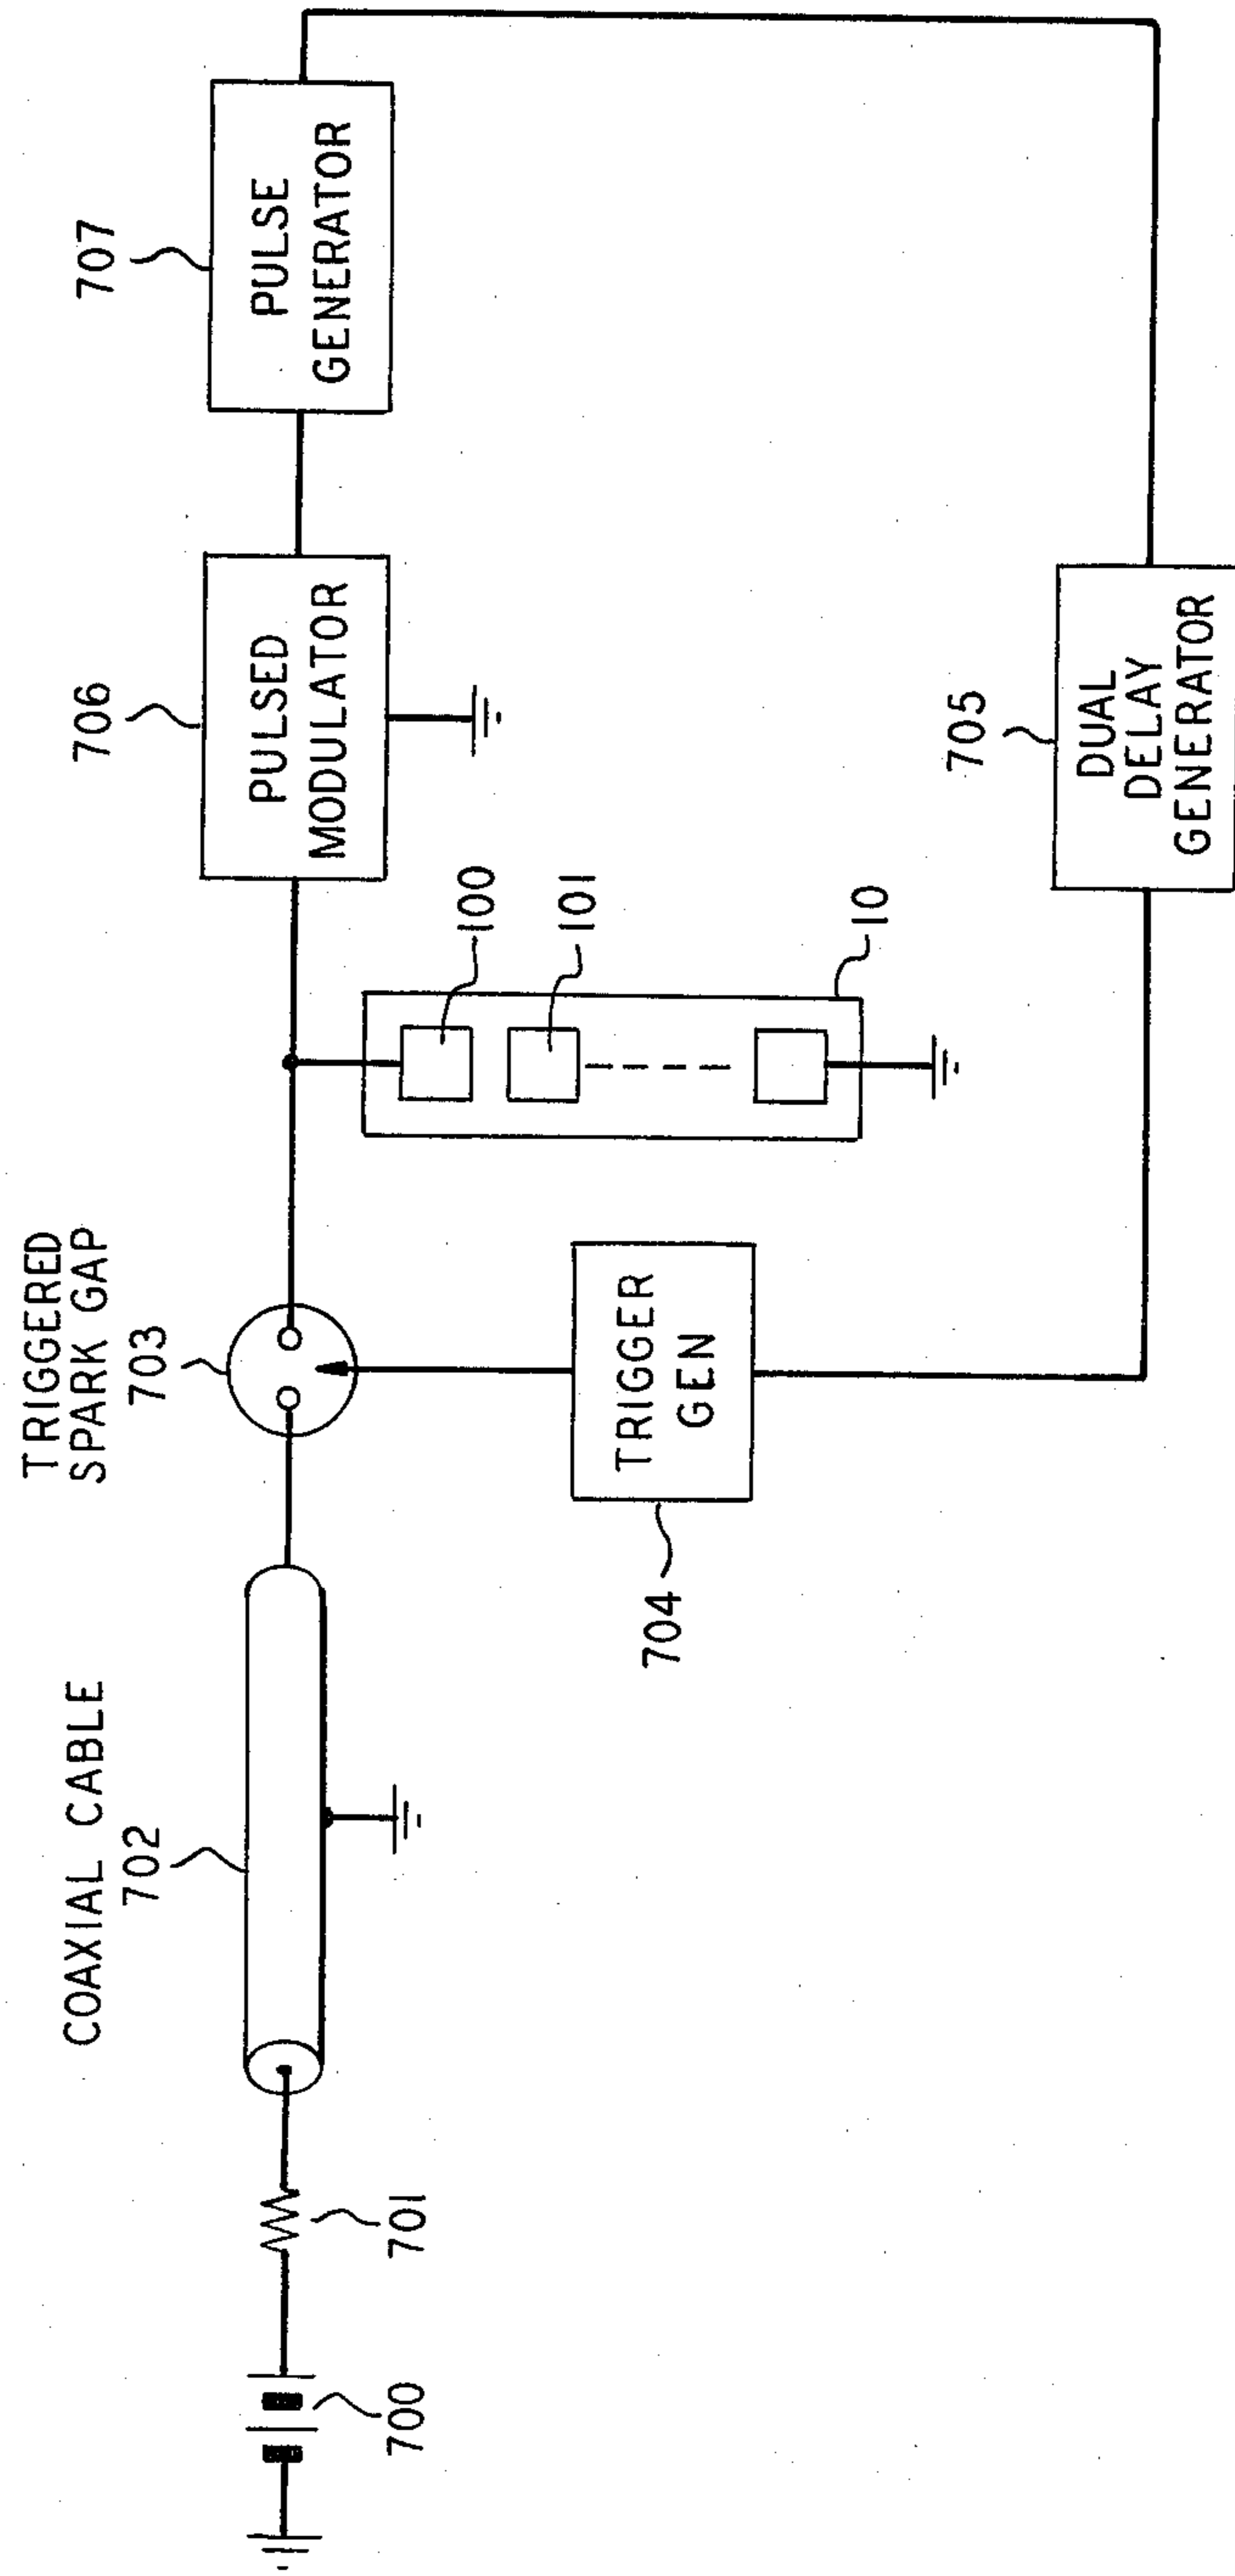 700
701
COAXIAL CABLE
702
TRIGGERED
SPARK GAP
703
TRIGGER
GEN
704
100
101
10
PULSED
MODULATOR
706
PULSE
GENERATOR
707
DUAL
DELAY
GENERATOR
705